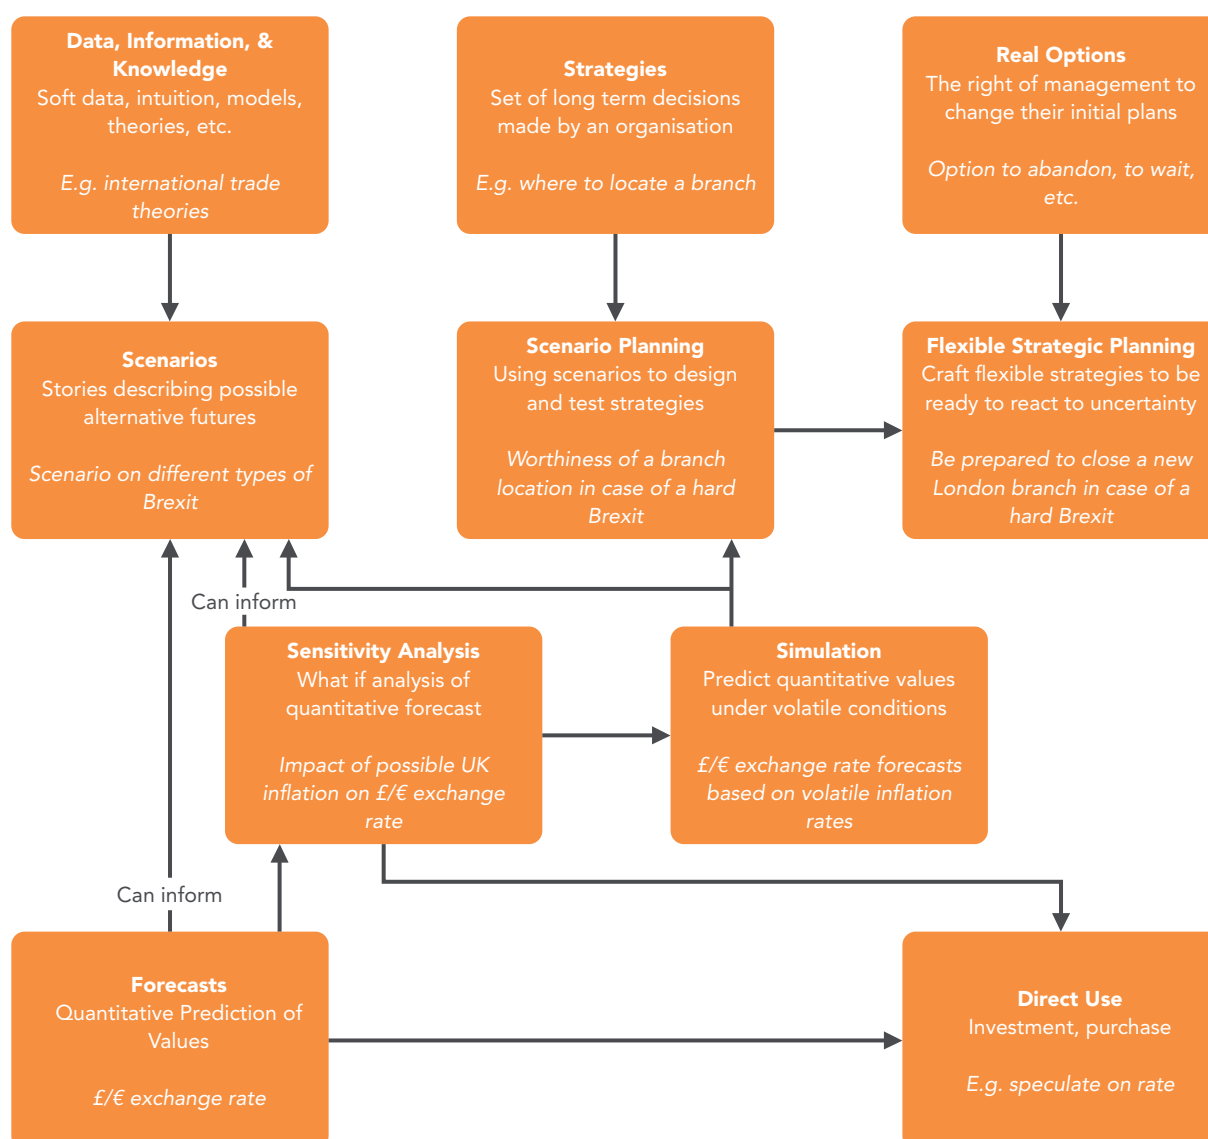 Data, Information, &
Knowledge
Soft data, intuition, models,
theories, etc.
E.g. international trade
theories
Strategies
Set of long term decisions
made by an organisation
E.g. where to locate a branch
Real Options
The right of management to
change their initial plans
Option to abandon, to wait,
etc.
Scenarios
Stories describing possible
alternative futures
Scenario on different types of
Brexit
Scenario Planning
Using scenarios to design
and test strategies
Worthiness of a branch
location in case of a hard
Brexit
Flexible Strategic Planning
Craft flexible strategies to be
ready to react to uncertainty
Be prepared to close a new
London branch in case of a
hard Brexit
Can inform
Sensitivity Analysis
What if analysis of
quantitative forecast
Impact of possible UK
inflation on £/€ exchange
rate
Simulation
Predict quantitative values
under volatile conditions
£/€ exchange rate forecasts
based on volatile inflation
rates
Can inform
Forecasts
Quantitative Prediction of
Values
£/€ exchange rate
Direct Use
Investment, purchase
E.g. speculate on rate